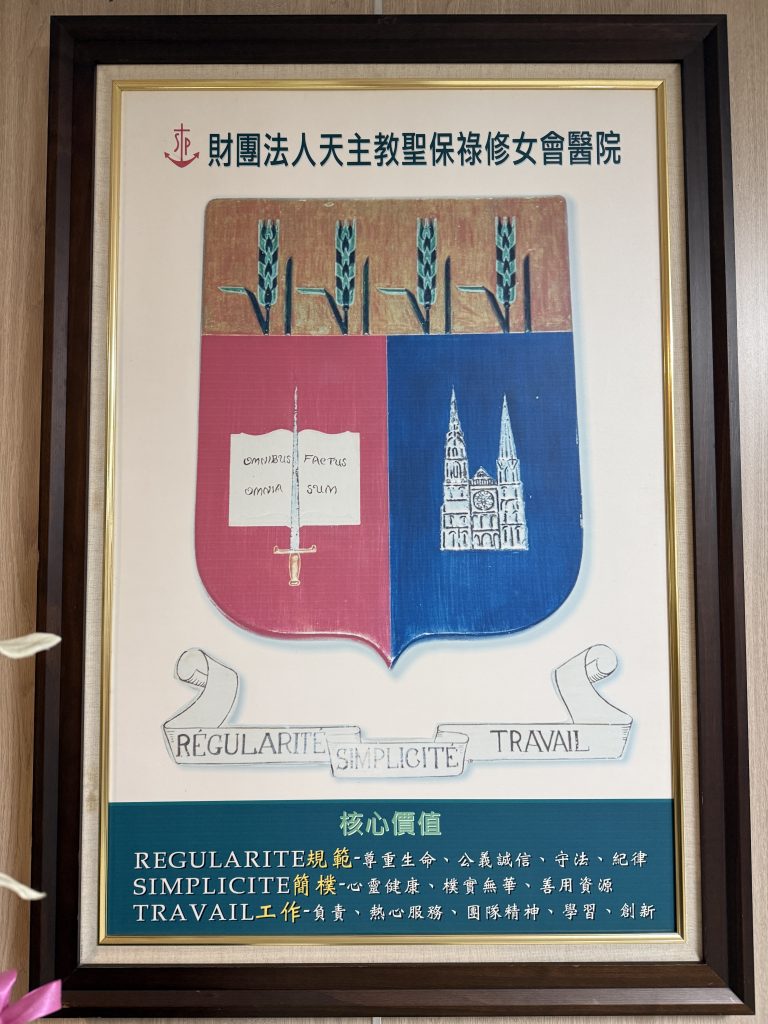 SP 財團法人天主教聖保祿修女會醫院
OMNIBUS FACTUS
OMNIA SUM
RÉGULARITÉ SIMPLICITÉ TRAVAIL
核心價值
REGULARITE規範-尊重生命、公義誠信、守法、紀律
SIMPLICITE簡樸-心靈健康、樸實無華、善用資源
TRAVAIL工作-負責、熱心服務、團隊精神、學習、創新